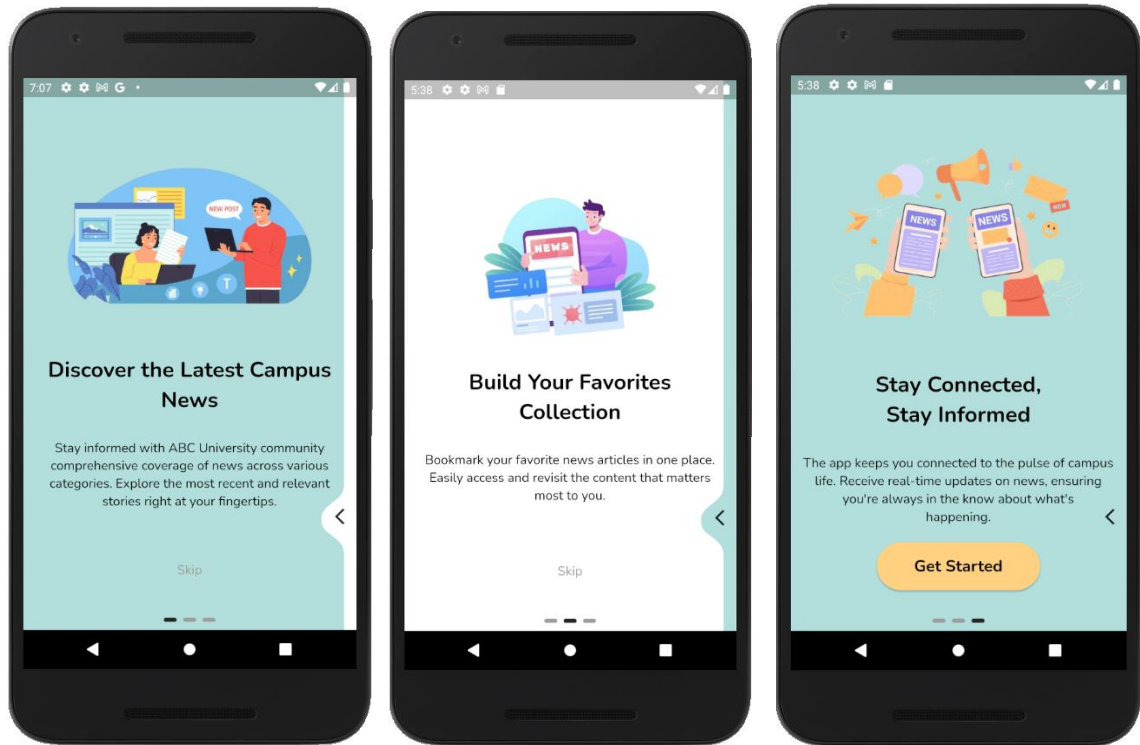 7:07
NEW POST
T
Discover the Latest Campus
News
Stay informed with ABC University community
comprehensive coverage of news across various
categories. Explore the most recent and relevant
stories right at your fingertips.
Skip
5:38
NEWS
Build Your Favorites
Collection
Bookmark your favorite news articles in one place.
Easily access and revisit the content that matters
most to you.
Skip
5:38
NEWS
NEWS
NEW
Stay Connected,
Stay Informed
The app keeps you connected to the pulse of campus
life. Receive real-time updates on news, ensuring
you're always in the know about what's
happening.
Get Started